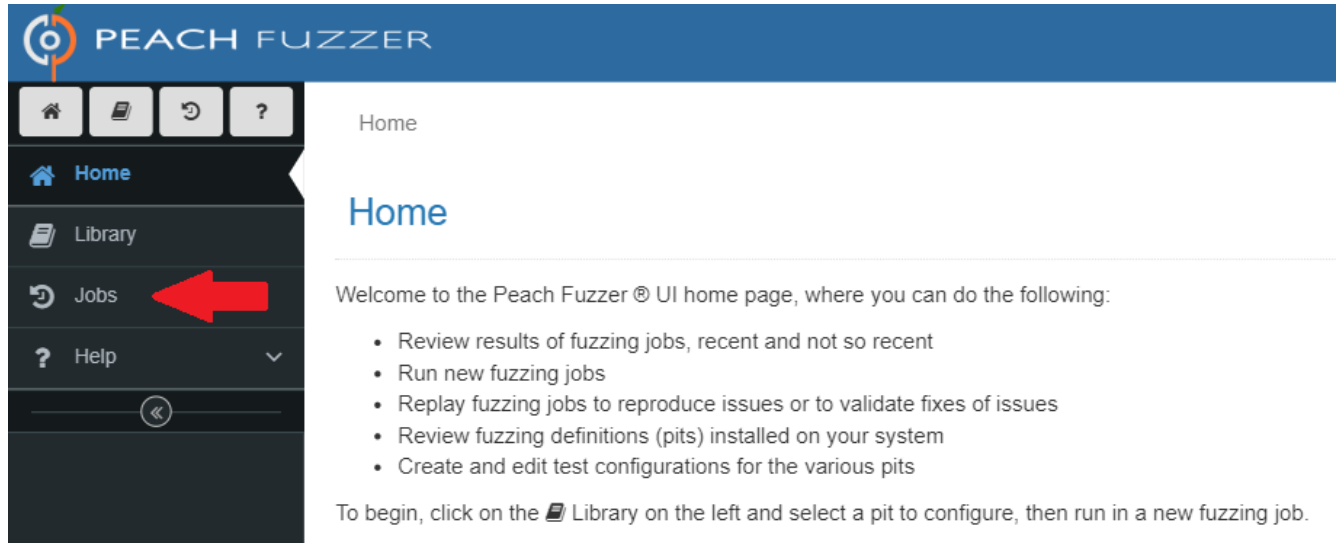 PEACH FUZZER
?
Home
Home
Library
Jobs
? Help
Home
Welcome to the Peach Fuzzer ® UI home page, where you can do the following:
• Review results of fuzzing jobs, recent and not so recent
• Run new fuzzing jobs
• Replay fuzzing jobs to reproduce issues or to validate fixes of issues
• Review fuzzing definitions (pits) installed on your system
• Create and edit test configurations for the various pits
To begin, click on the Library on the left and select a pit to configure, then run in a new fuzzing job.